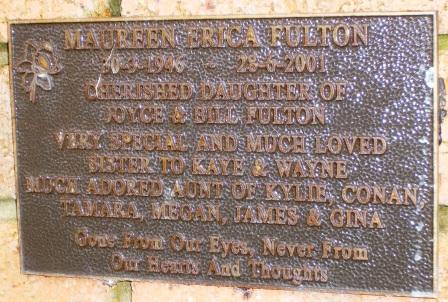 MAUREEN ERICA FULTON
0-3-1946 - 28-6-2001
CHERISHED DAUGHTER OF
JOYCE & BILL FULTON
VERY SPECIAL AND MUCH LOVED
SISTER TO KAYE & WAYNE
MUCH ADORED AUNT OF KYLIE, CONAN,
TAMARA, MEGAN, JAMES & GINA
Gone From Our Eyes, Never From
Our Hearts And Thoughts